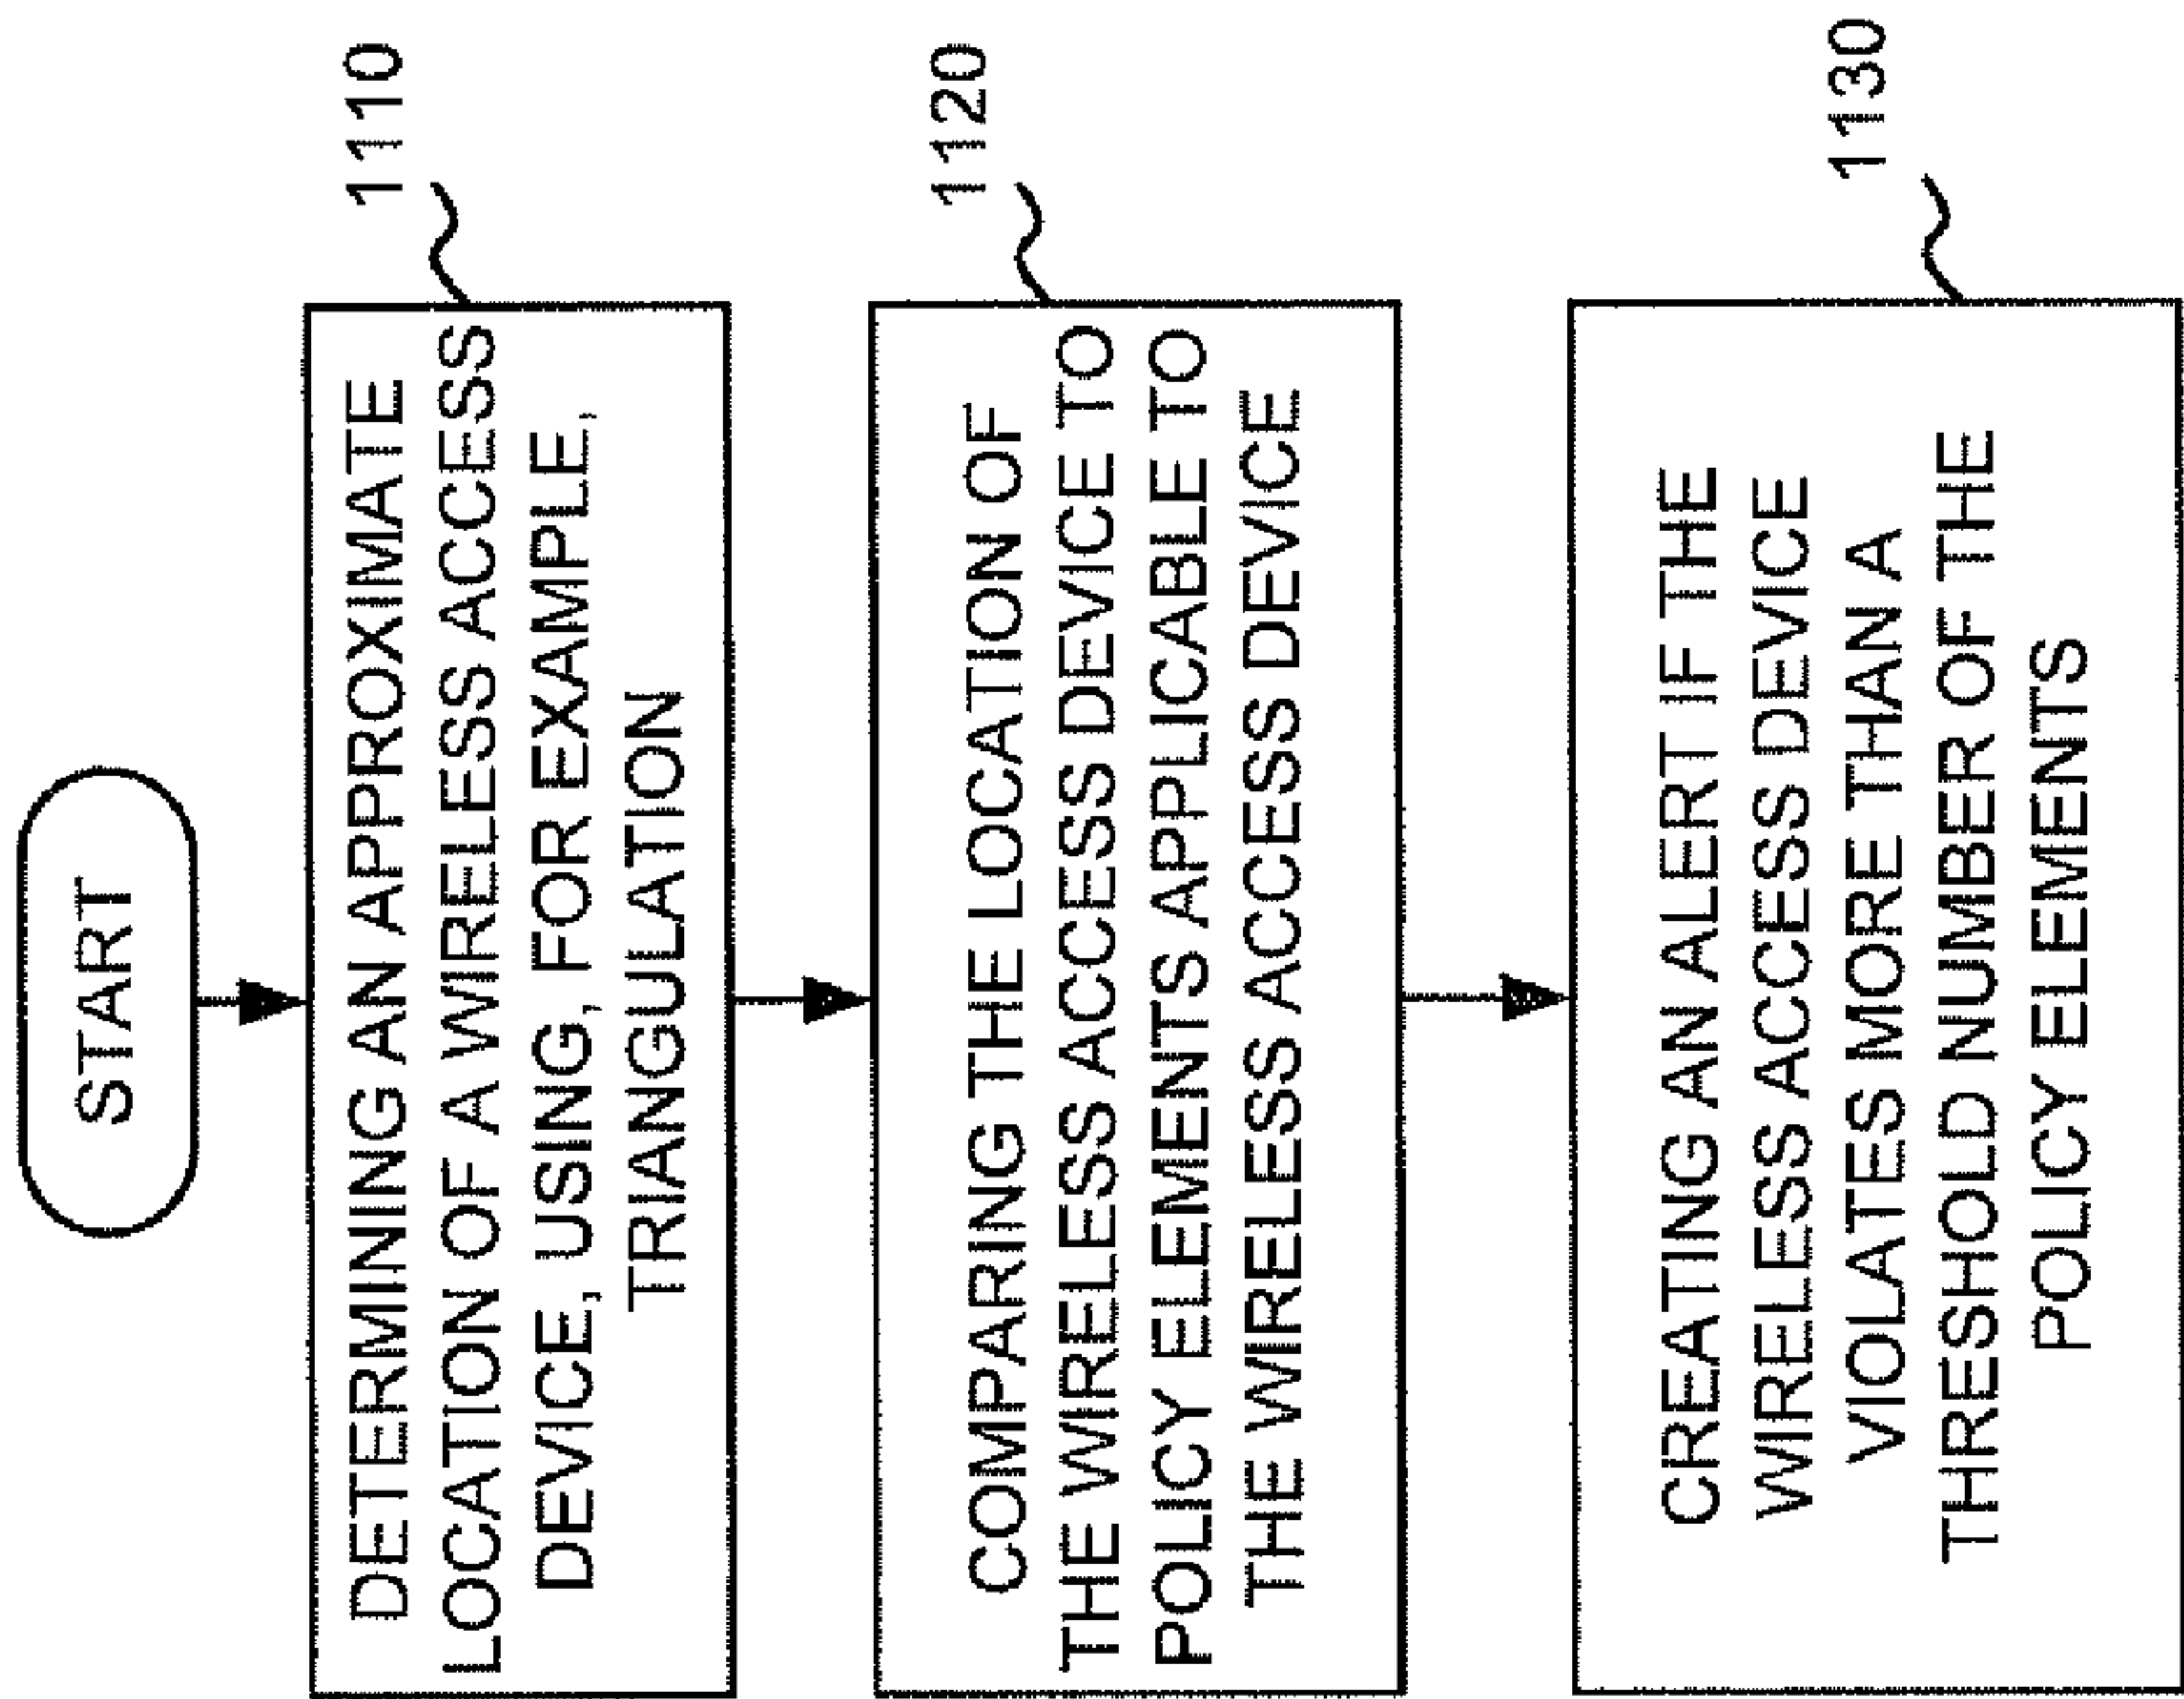 START
DETERMINING AN APPROXIMATE
LOCATION OF A WIRELESS ACCESS
DEVICE, USING, FOR EXAMPLE,
TRIANGULATION
1110
COMPARING THE LOCATION OF
THE WIRELESS ACCESS DEVICE TO
POLICY ELEMENTS APPLICABLE TO
THE WIRELESS ACCESS DEVICE
1120
CREATING AN ALERT IF THE
WIRELESS ACCESS DEVICE
VIOLATES MORE THAN A
THRESHOLD NUMBER OF THE
POLICY ELEMENTS
1130